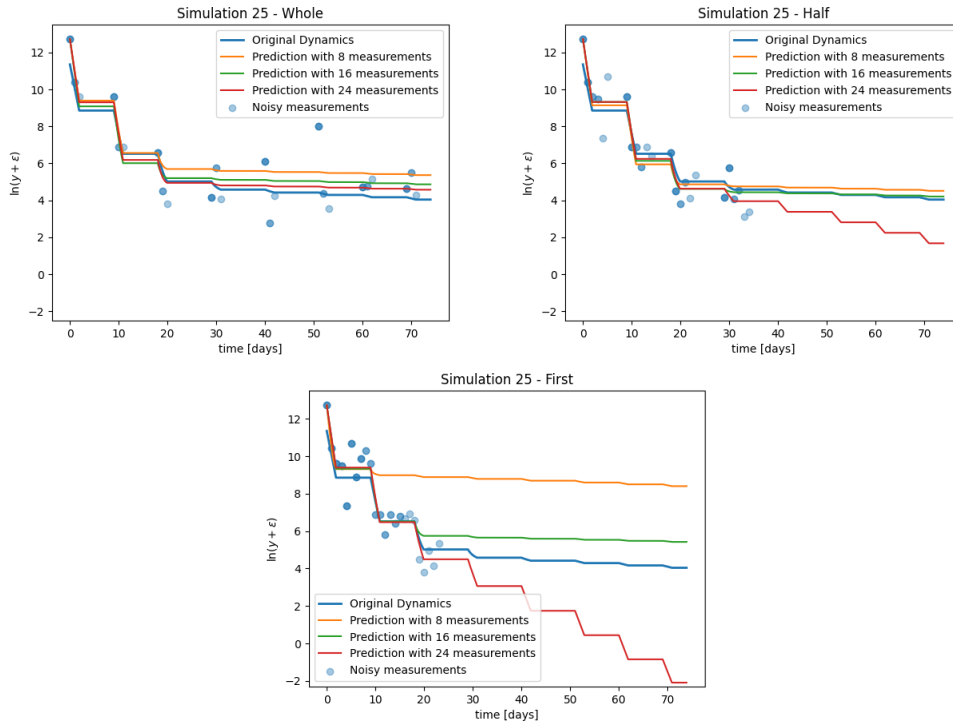 Simulation 25 - Whole
12
10
8
6
4
2
0
−2
ln(y + ε)
Original Dynamics
Prediction with 8 measurements
Prediction with 16 measurements
Prediction with 24 measurements
Noisy measurements
0 10 20 30 40 50 60 70
time [days]
Simulation 25 - Half
12
10
8
6
4
2
0
−2
ln(y + ε)
Original Dynamics
Prediction with 8 measurements
Prediction with 16 measurements
Prediction with 24 measurements
Noisy measurements
0 10 20 30 40 50 60 70
time [days]
Simulation 25 - First
12
10
8
6
4
2
0
−2
ln(y + ε)
Original Dynamics
Prediction with 8 measurements
Prediction with 16 measurements
Prediction with 24 measurements
Noisy measurements
0 10 20 30 40 50 60 70
time [days]